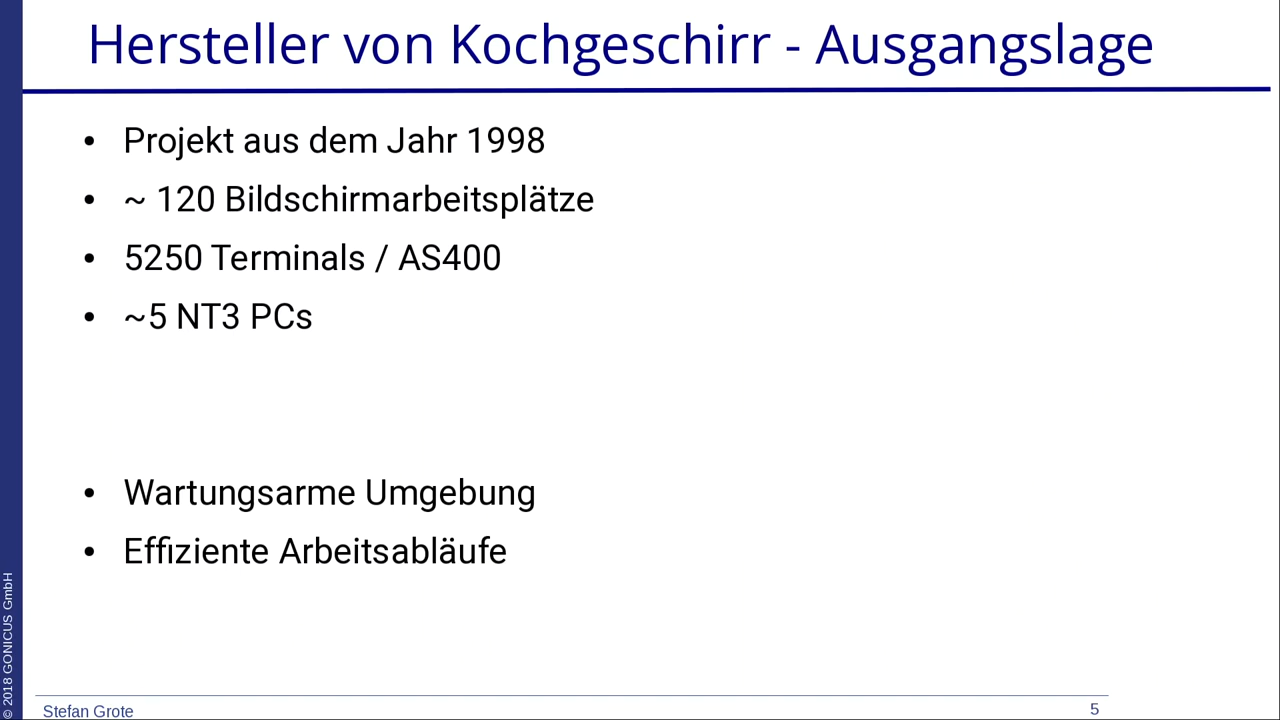 Hersteller von Kochgeschirr - Ausgangslage
• Projekt aus dem Jahr 1998
• ~ 120 Bildschirmarbeitsplätze
• 5250 Terminals / AS400
• ~5 NT3 PCs
• Wartungsarme Umgebung
• Effiziente Arbeitsabläufe
© 2018 GONICUS GmbH
Stefan Grote
5